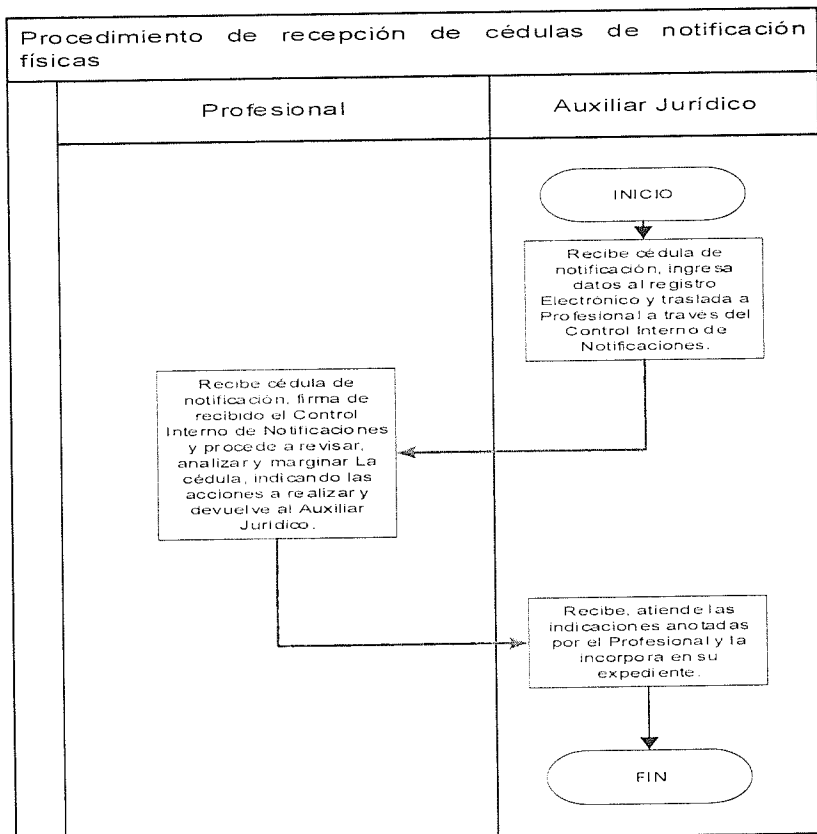 Procedimiento de recepción de cédulas de notificación
físicas
Profesional
Auxiliar Jurídico
INICIO
Recibe cédula de
notificación, ingresa
datos al registro
Electrónico y traslada a
Profesional a través del
Control Interno de
Notificaciones.
Recibe cédula de
notificación, firma de
recibido el Control
Interno de Notificaciones
y procede a revisar,
analizar y marginar La
cédula, indicando las
acciones a realizar y
devuelve al Auxiliar
Jurídico.
Recibe, atiende las
indicaciones anotadas
por el Profesional y la
incorpora en su
expediente.
FIN